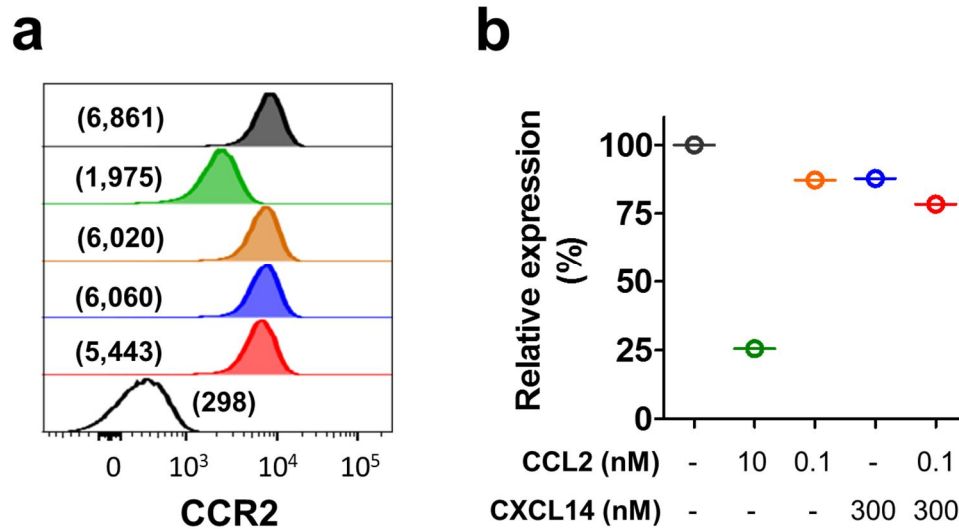 a
(6,861)
(1,975)
(6,020)
(6,060)
(5,443)
(298)
0 10³ 10⁴ 10⁵
CCR2
b
Relative expression
(%)
100
75
50
25
0
CCL2 (nM) - 10 0.1 - 0.1
CXCL14 (nM) - - - 300 300